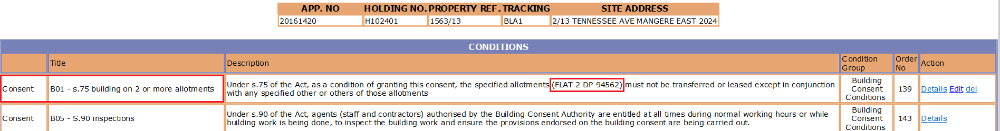 APP. NO HOLDING NO. PROPERTY REF. TRACKING SITE ADDRESS
20161420 H102401 1563/13 BLA1 2/13 TENNESSEE AVE MANGERE EAST 2024
CONDITIONS
Title Description Condition Group Order No Action
Consent B01 - s.75 building on 2 or more allotments
Under s.75 of the Act, as a condition of granting this consent, the specified allotments (FLAT 2 DP 94562) must not be transferred or leased except in conjunction
with any specified other or others of those allotments
Building
Consent
Conditions
139 Details Edit del
Consent B05 - S.90 inspections
Under s.90 of the Act, agents (staff and contractors) authorised by the Building Consent Authority are entitled at all times during normal working hours or while
building work is being done, to inspect the building work and ensure the provisions endorsed on the building consent are being carried out.
Building
Consent
Conditions
143 Details